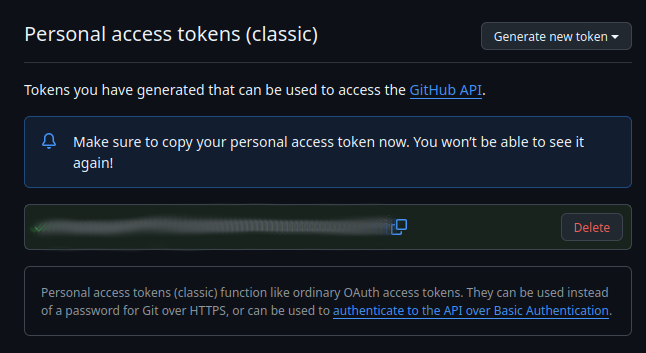 Personal access tokens (classic)
Generate new token
Tokens you have generated that can be used to access the GitHub API.
Make sure to copy your personal access token now. You won’t be able to see it
again!
Delete
Personal access tokens (classic) function like ordinary OAuth access tokens. They can be used instead
of a password for Git over HTTPS, or can be used to authenticate to the API over Basic Authentication.